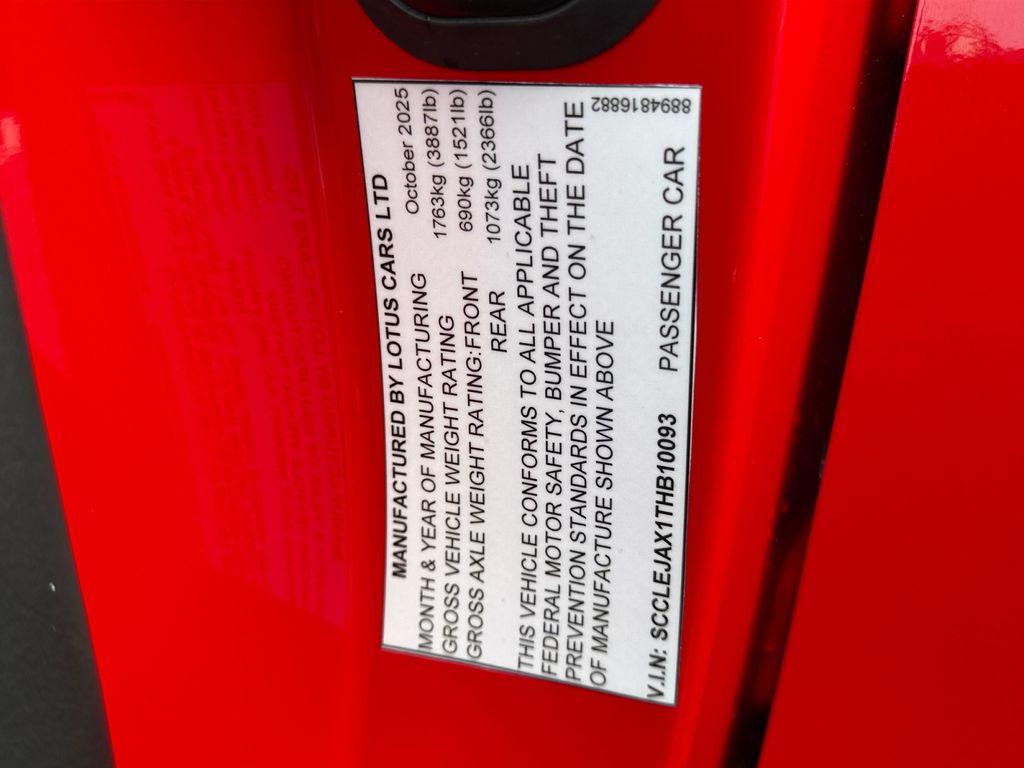 MANUFACTURED BY LOTUS CARS LTD
MONTH & YEAR OF MANUFACTURING October 2025
GROSS VEHICLE WEIGHT RATING 1763kg (3887lb)
GROSS AXLE WEIGHT RATING:FRONT 690kg (1521lb)
REAR 1073kg (2366lb)
THIS VEHICLE CONFORMS TO ALL APPLICABLE
FEDERAL MOTOR SAFETY, BUMPER AND THEFT
PREVENTION STANDARDS IN EFFECT ON THE DATE
OF MANUFACTURE SHOWN ABOVE
V.I.N: SCCLEJAX1THB10093 PASSENGER CAR
8894816882